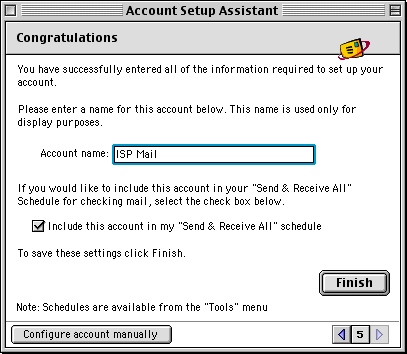 Account Setup Assistant
Congratulations
You have successfully entered all of the information required to set up your
account.
Please enter a name for this account below. This name is used only for
display purposes.
Account name: ISP Mail
If you would like to include this account in your "Send & Receive All"
Schedule for checking mail, select the check box below.
Include this account in my "Send & Receive All" schedule
To save these settings click Finish.
Finish
Note: Schedules are available from the "Tools" menu
Configure account manually
5